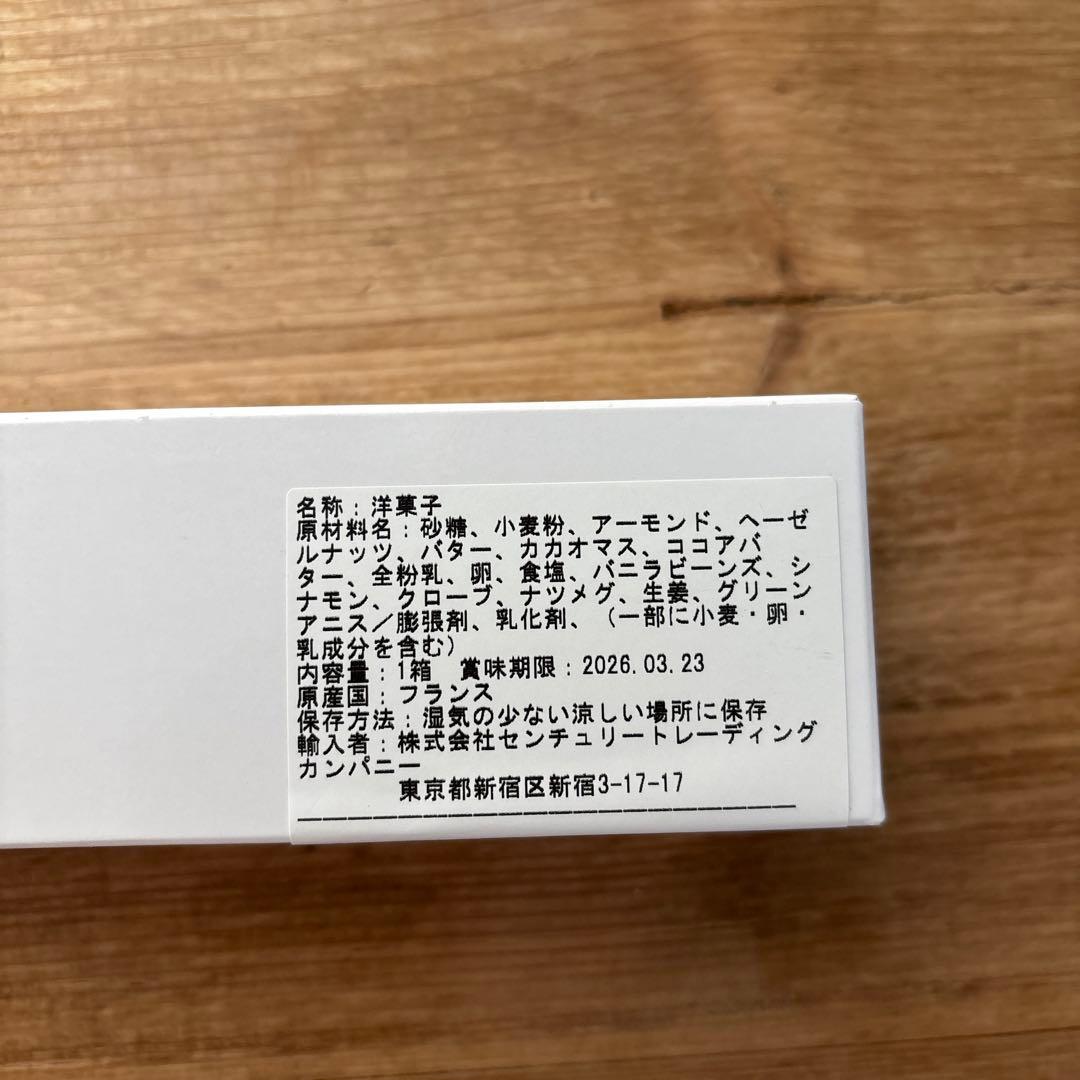 名称：洋菓子
原材料名：砂糖、小麦粉、アーモンド、ヘーゼ
ルナッツ、バター、カカオマス、ココアバ
ター、全粉乳、卵、食塩、バニラビーンズ、シ
ナモン、クローブ、ナツメグ、生姜、グリーン
アニス／膨張剤、乳化剤、（一部に小麦・卵・
乳成分を含む）
内容量：1箱　賞味期限：2026.03.23
原産国：フランス
保存方法：湿気の少ない涼しい場所に保存
輸入者：株式会社センチュリートレーディング
カンパニー
東京都新宿区新宿3-17-17